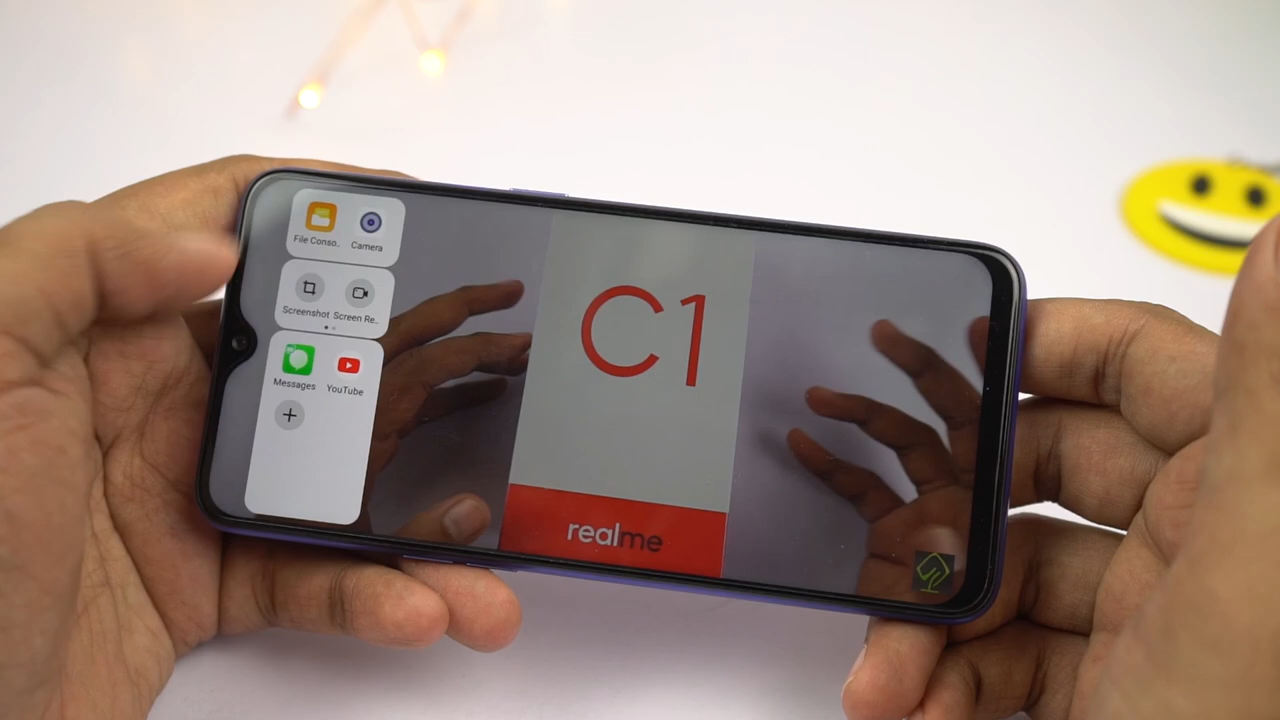 File Conso..
Camera
Screenshot
Screen Re..
Messages
YouTube
C1
realme